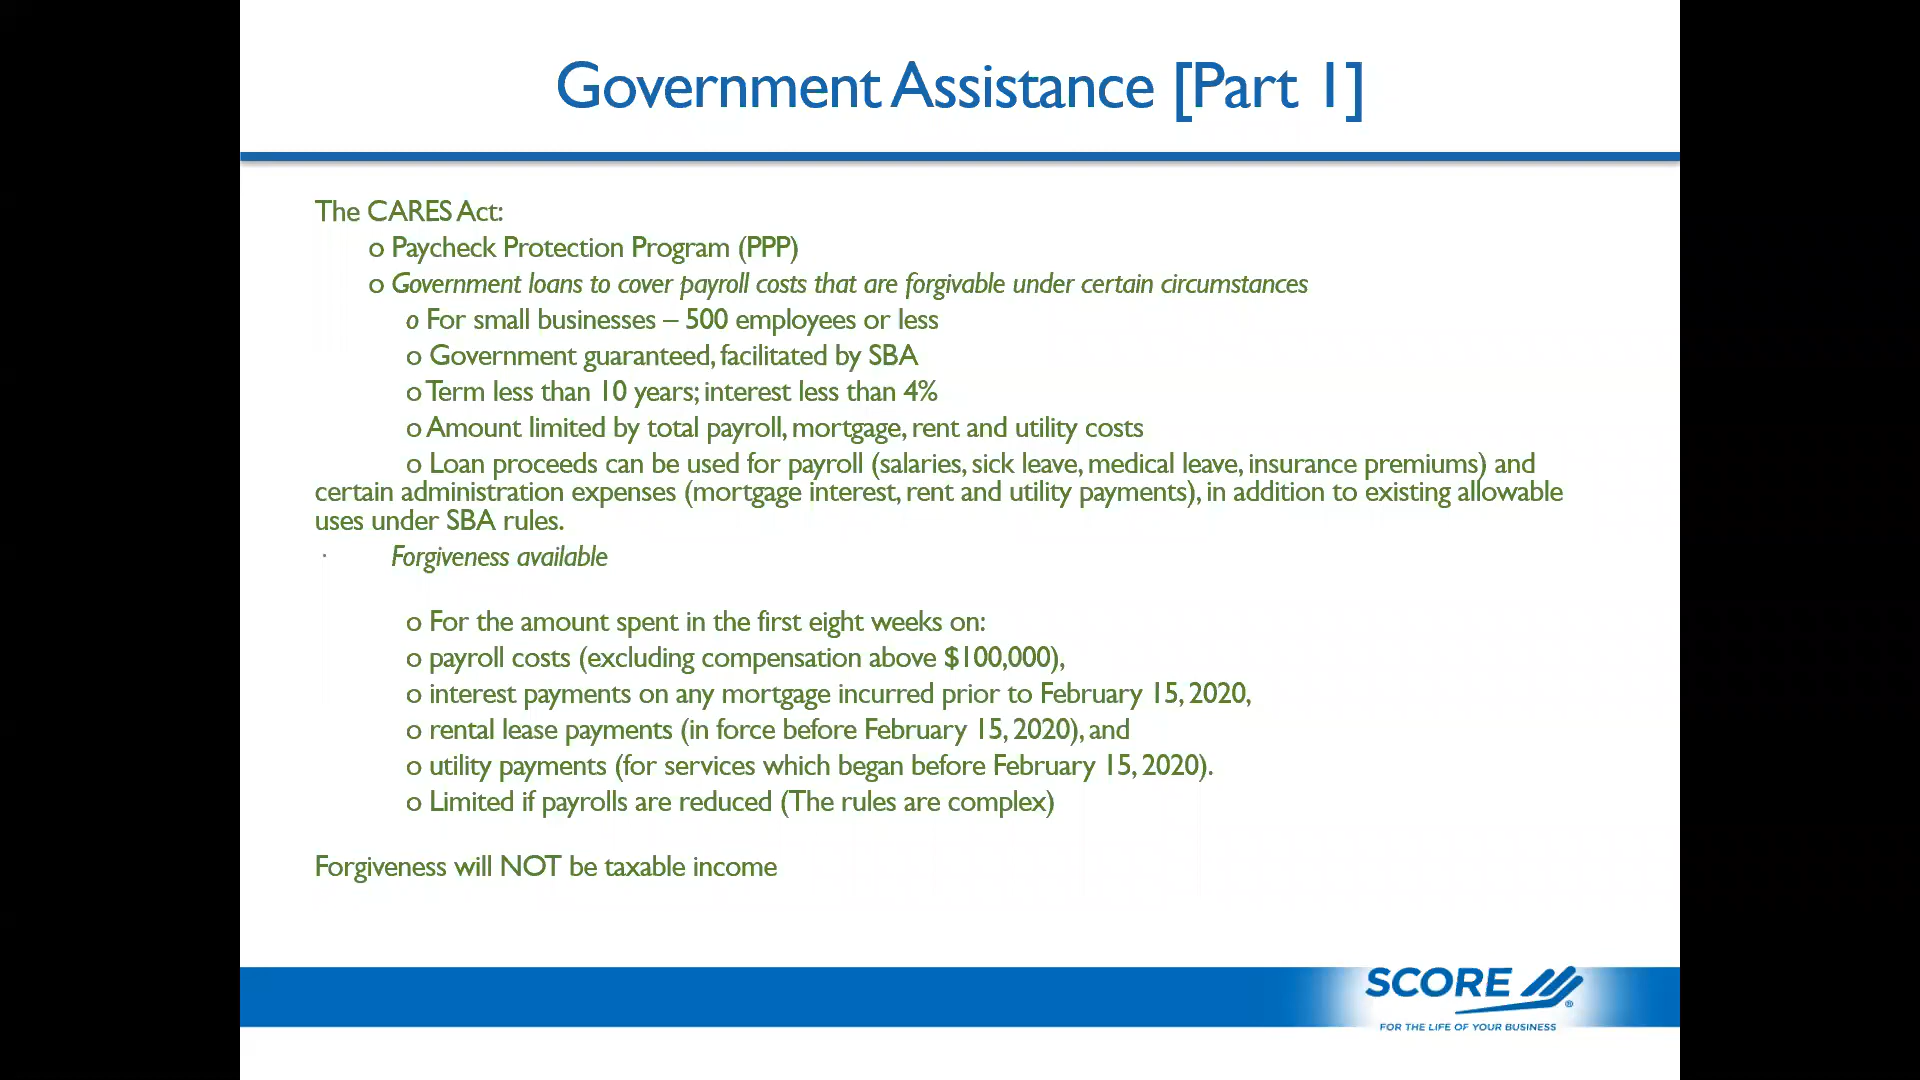 Government Assistance [Part 1]
The CARES Act:
o Paycheck Protection Program (PPP)
o Government loans to cover payroll costs that are forgivable under certain circumstances
o For small businesses – 500 employees or less
o Government guaranteed, facilitated by SBA
o Term less than 10 years; interest less than 4%
o Amount limited by total payroll, mortgage, rent and utility costs
o Loan proceeds can be used for payroll (salaries, sick leave, medical leave, insurance premiums) and
certain administration expenses (mortgage interest, rent and utility payments), in addition to existing allowable
uses under SBA rules.
· Forgiveness available
o For the amount spent in the first eight weeks on:
o payroll costs (excluding compensation above $100,000),
o interest payments on any mortgage incurred prior to February 15, 2020,
o rental lease payments (in force before February 15, 2020), and
o utility payments (for services which began before February 15, 2020).
o Limited if payrolls are reduced (The rules are complex)
Forgiveness will NOT be taxable income
SCORE ®
FOR THE LIFE OF YOUR BUSINESS